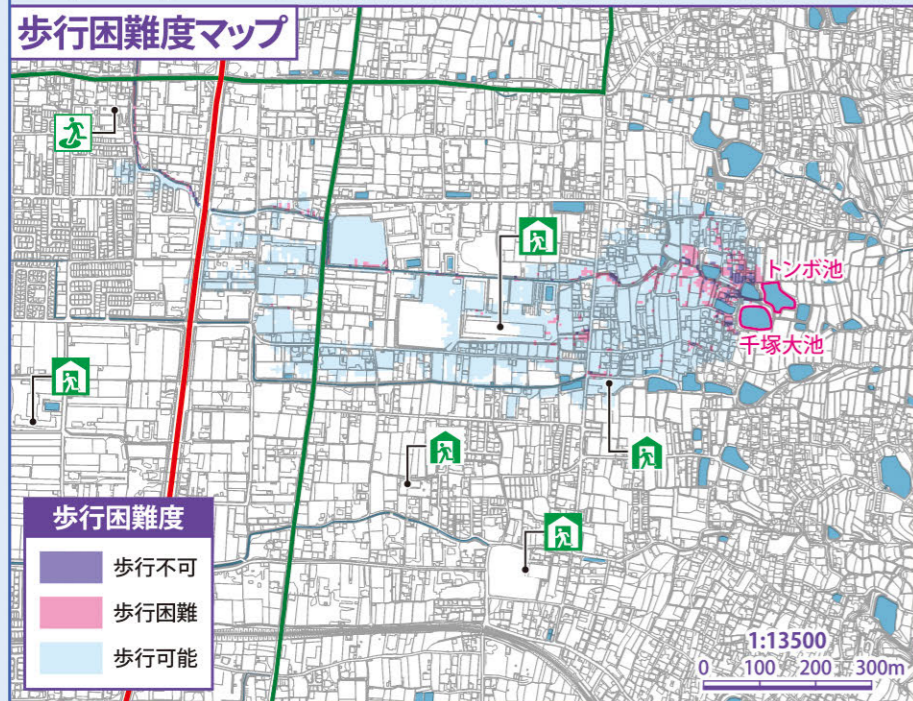 歩行困難度マップ
トンボ池
千塚大池
歩行困難度
歩行不可
歩行困難
歩行可能
1:13500
0 100 200 300m